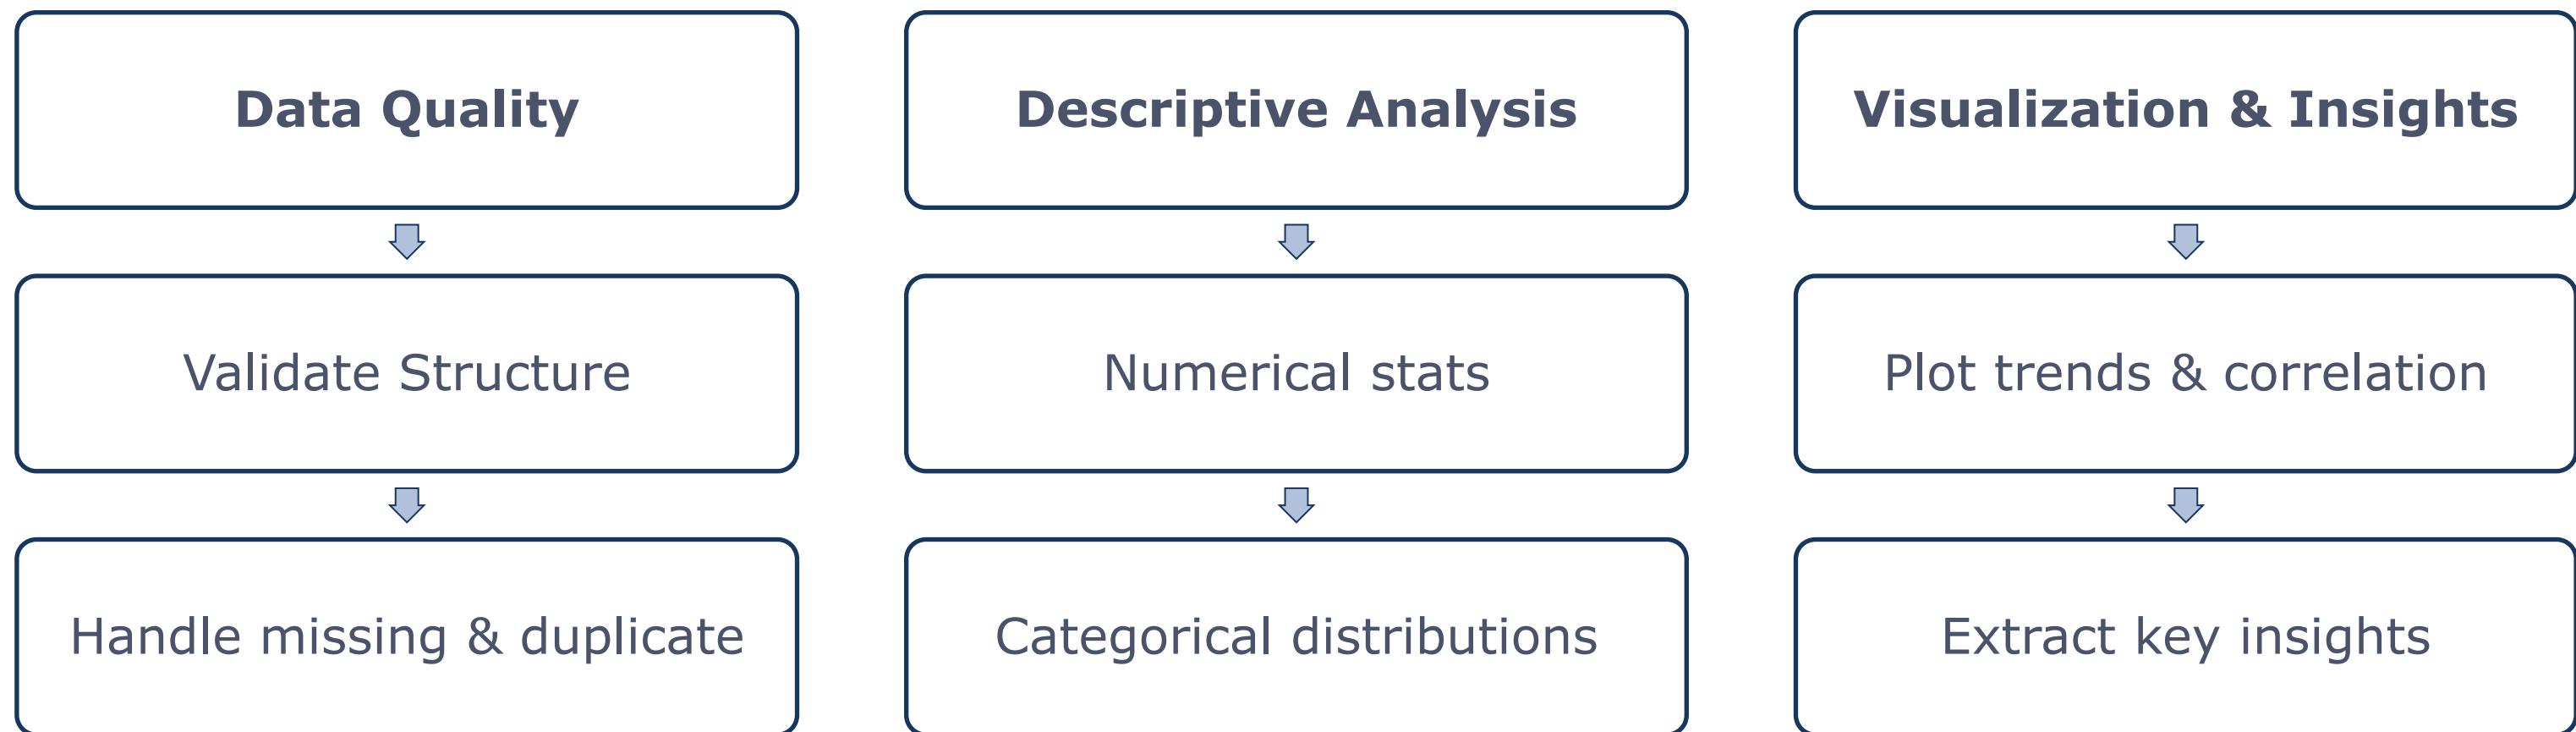 Data Quality
Validate Structure
Handle missing & duplicate
Descriptive Analysis
Numerical stats
Categorical distributions
Visualization & Insights
Plot trends & correlation
Extract key insights